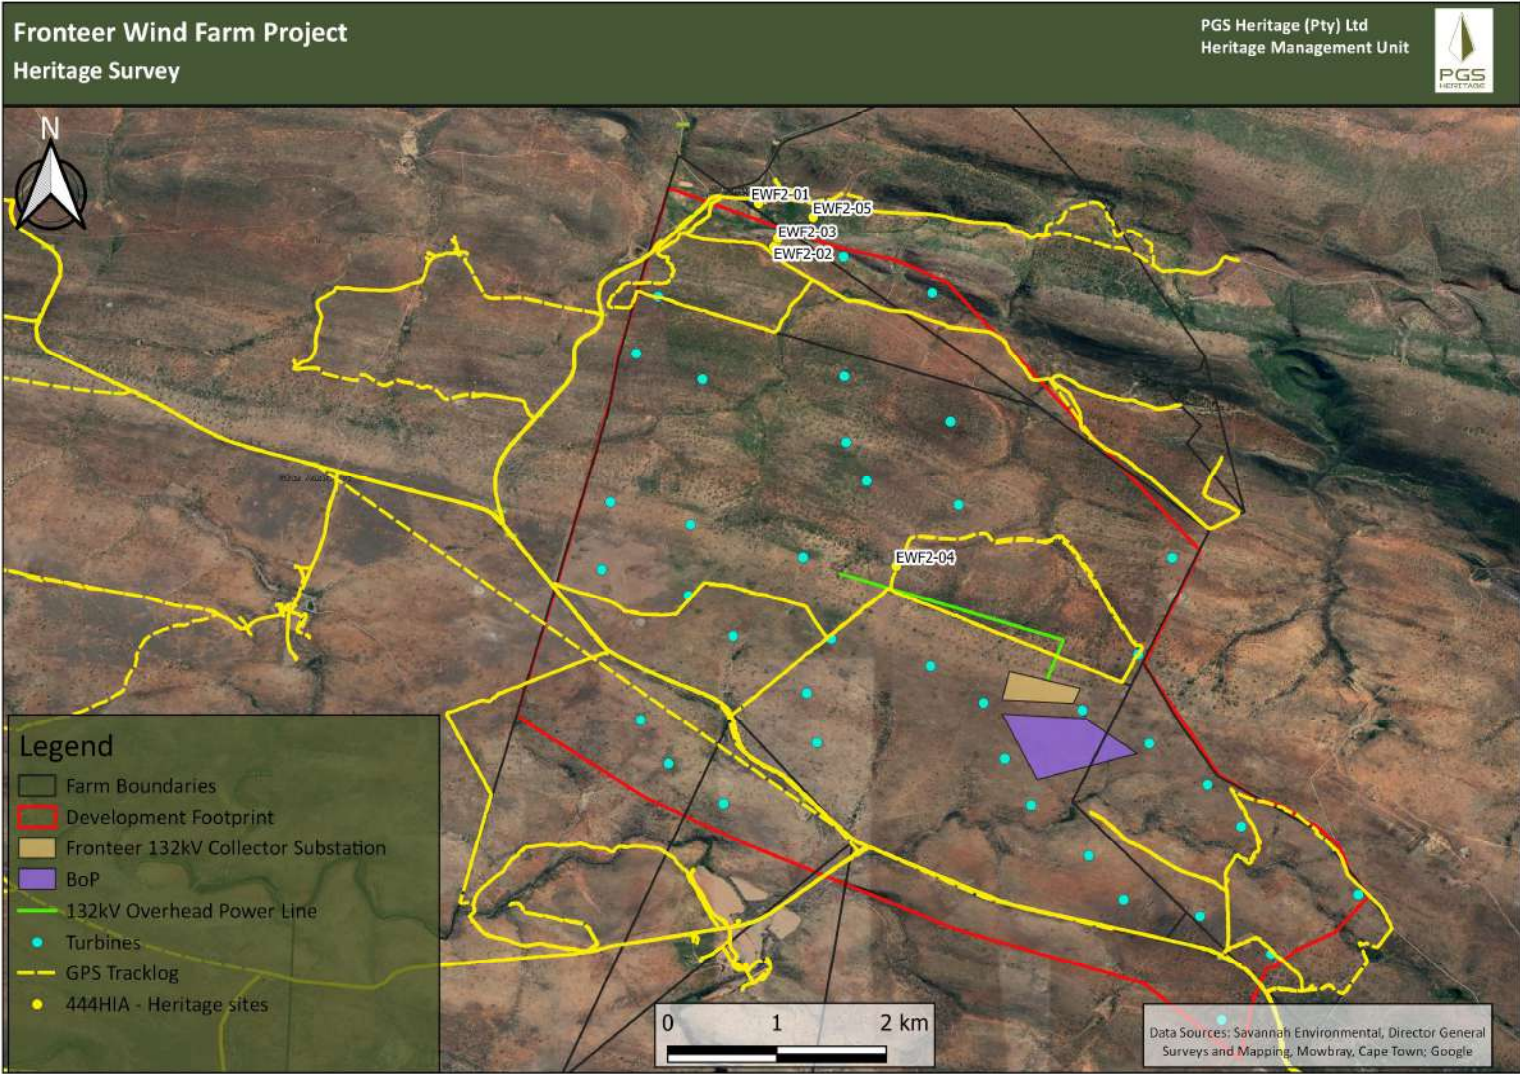 Fronteer Wind Farm Project
Heritage Survey
PGS Heritage (Pty) Ltd
Heritage Management Unit
PGS
HERITAGE
N
EWF2-01
EWF2-05
EWF2-03
EWF2-02
EWF2-04
Legend
Farm Boundaries
Development Footprint
Fronteer 132kV Collector Substation
BoP
132kV Overhead Power Line
Turbines
GPS Tracklog
444HIA - Heritage sites
0 1 2 km
Data Sources: Savannah Environmental, Director General
Surveys and Mapping, Mowbray, Cape Town; Google